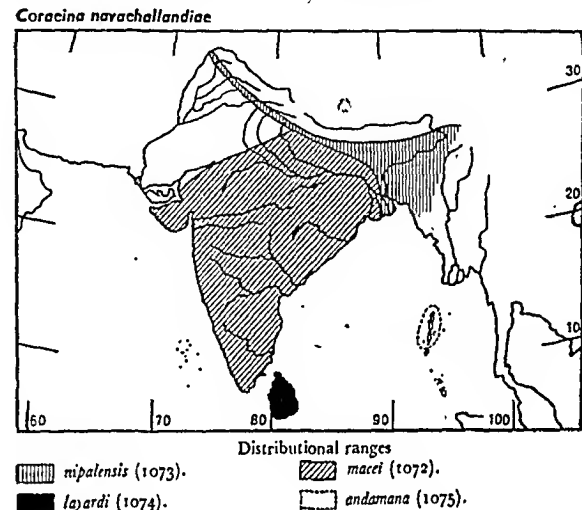 Coracina novaehollandiae
30
20
10
60 70 80 90 100
Distributional ranges
nipalensis (1073). macei (1072).
layardi (1074). andamana (1075).